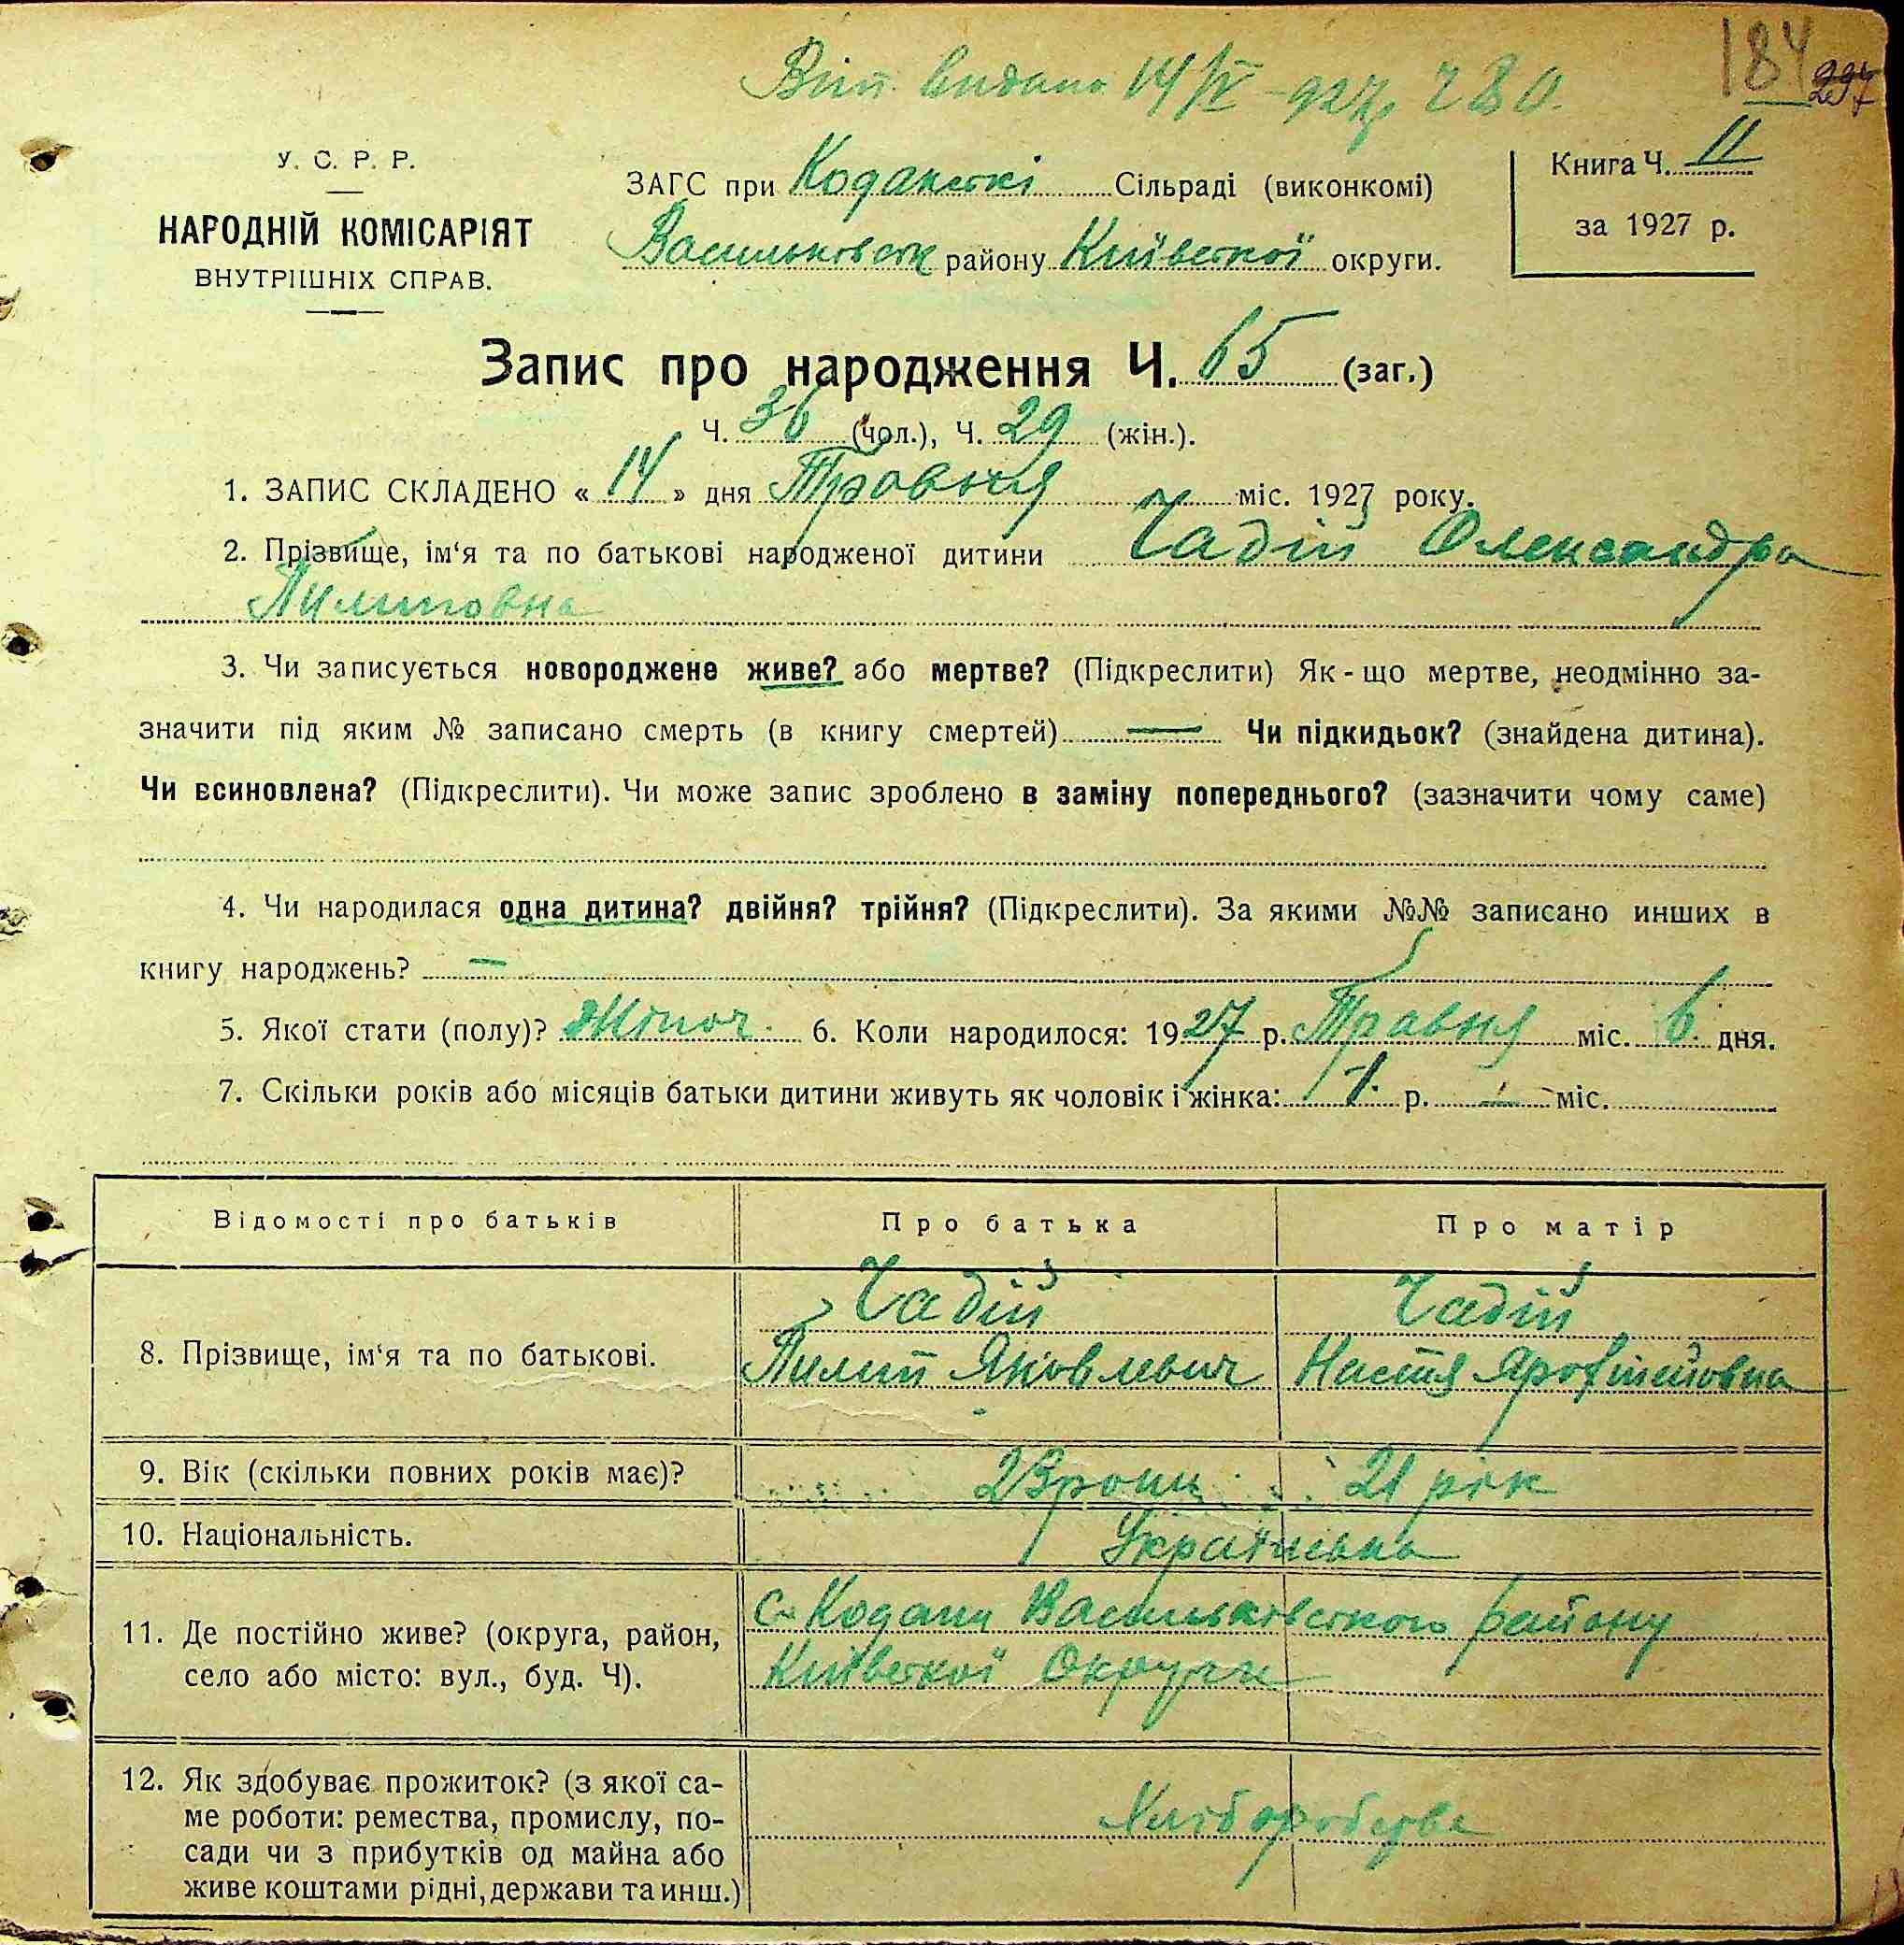 184 297
Вип. видано 14/IV-927р Ч 80.
У. С. Р. Р.
НАРОДНІЙ КОМІСАРІЯТ
ВНУТРІШНІХ СПРАВ.
ЗАГС при Коданські Сільраді (виконкомі)
Васильковськ району Київської округи.
Книга Ч. II
за 1927 р.
Запис про народження Ч. 65 (заг.)
Ч. 36 (чол.), Ч. 29 (жін.).
1. ЗАПИС СКЛАДЕНО « 14 » дня Травня міс. 1927 року.
2. Прізвище, ім‘я та по батькові народженої дитини Чадій Олександра
Пилиповна
3. Чи записується новороджене живе? або мертве? (Підкреслити) Як-що мертве, неодмінно за-
значити під яким № записано смерть (в книгу смертей) — Чи підкидьок? (знайдена дитина).
Чи всиновлена? (Підкреслити). Чи може запис зроблено в заміну попереднього? (зазначити чому саме)
4. Чи народилася одна дитина? двійня? трійня? (Підкреслити). За якими №№ записано инших в
книгу народжень? —
5. Якої стати (полу)? Жіноч. 6. Коли народилося: 1927 р. Травня міс. 6 дня.
7. Скільки років або місяців батьки дитини живуть як чоловік і жінка: 1 р. — міс.
Відомості про батьків Про батька Про матір
8. Прізвище, ім‘я та по батькові.
Чадій
Пилип Яковлевич
Чадій
Настя Ярофтейовна
9. Вік (скільки повних років має)? 23 роки 21 рік
10. Національність. Українська
11. Де постійно живе? (округа, район,
село або місто: вул., буд. Ч).
с. Кодаки Васильківського району
Київської Округи
12. Як здобуває прожиток? (з якої са-
ме роботи: ремества, промислу, по-
сади чи з прибутків од майна або
живе коштами рідні, держави та инш.)
Хліборобство